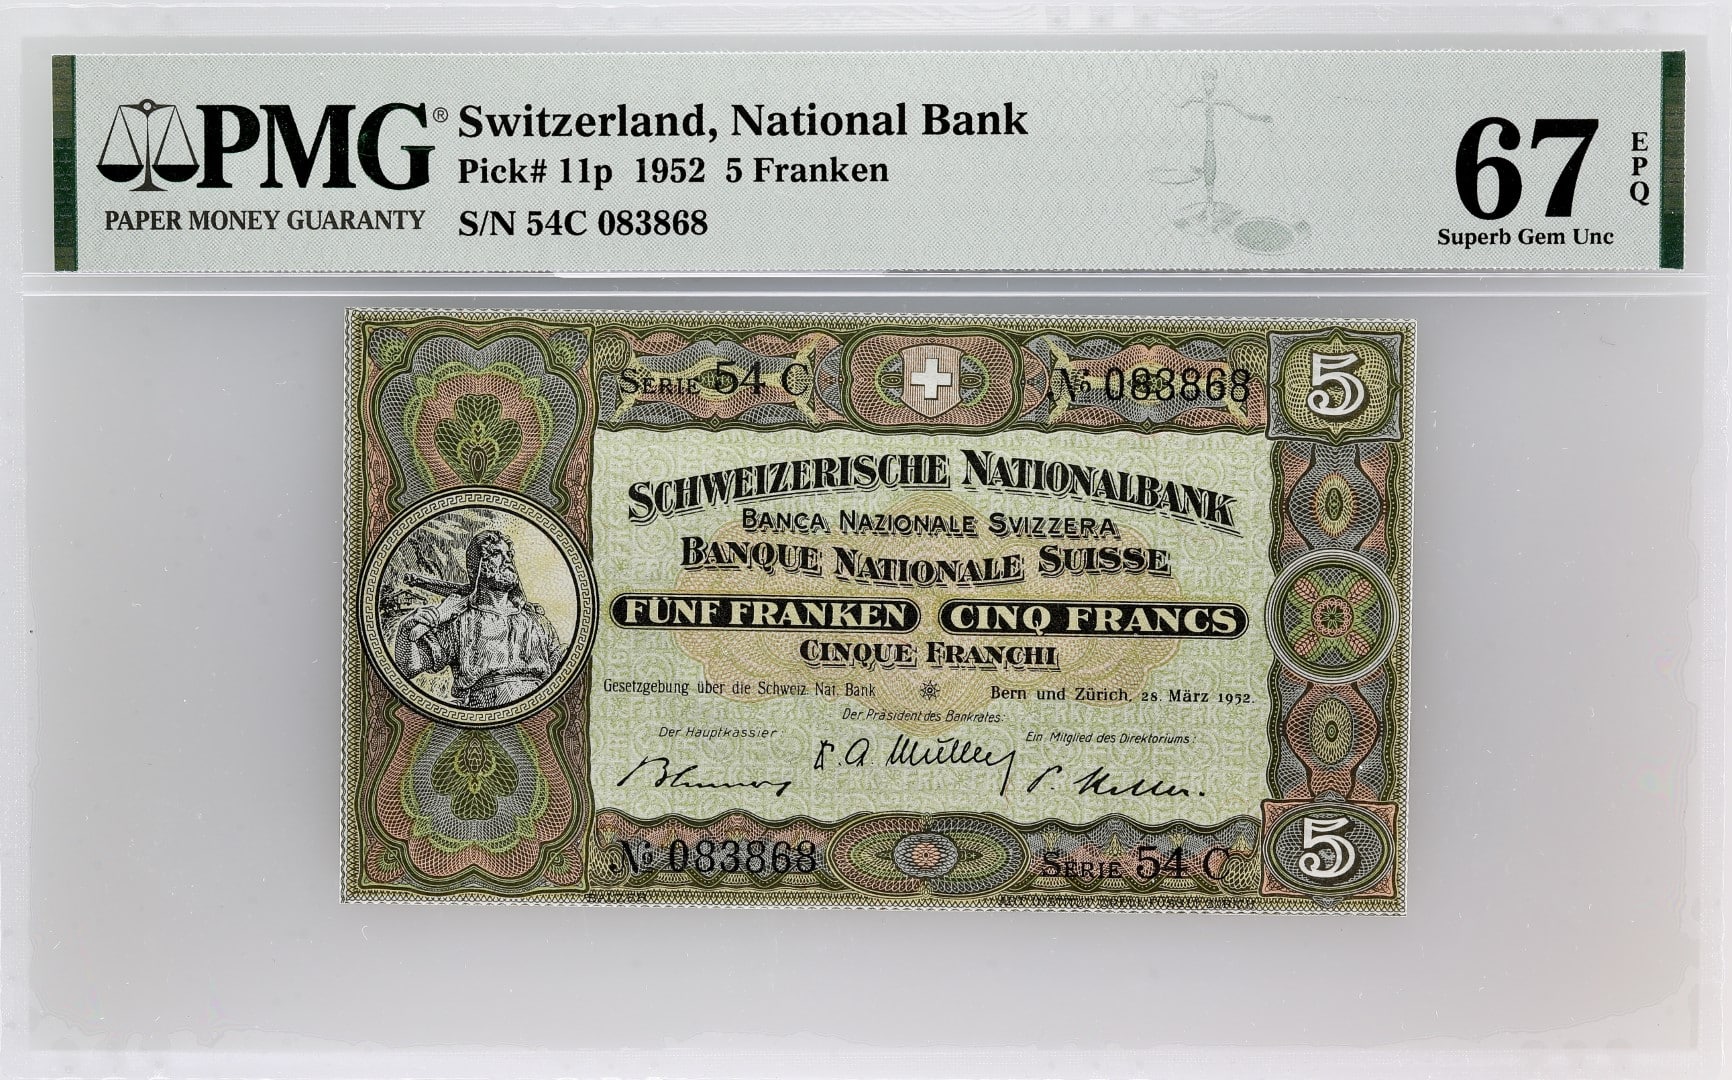 PMG®
PAPER MONEY GUARANTY
Switzerland, National Bank
Pick# 11p 1952 5 Franken
S/N 54C 083868
67
EPQ
Superb Gem Unc
SERIE 54 C
№ 083868
5
SCHWEIZERISCHE NATIONALBANK
BANCA NAZIONALE SVIZZERA
BANQUE NATIONALE SUISSE
FÜNF FRANKEN CINQ FRANCS
CINQUE FRANCHI
Gesetzgebung über die Schweiz. Nat. Bank
Bern und Zürich, 28. März 1952.
Der Präsident des Bankrates:
Der Hauptkassier:
Ein Mitglied des Direktoriums:
A. Müller
№ 083868
SERIE 54 C
5
BALZER